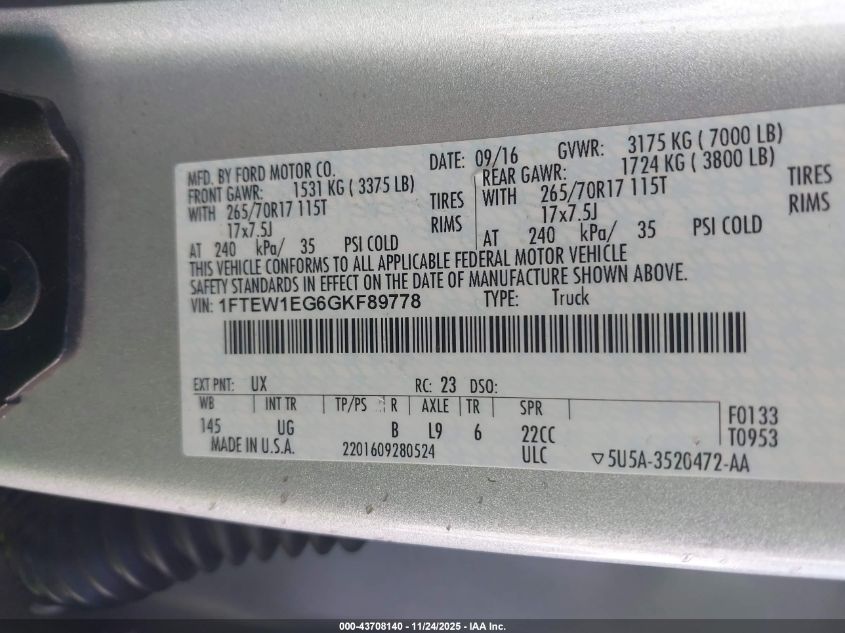 MFD. BY FORD MOTOR CO. DATE: 09/16 GVWR: 3175 KG ( 7000 LB)
FRONT GAWR: 1531 KG ( 3375 LB) REAR GAWR: 1724 KG ( 3800 LB)
WITH 265/70R17 115T TIRES WITH 265/70R17 115T TIRES
17x7.5J RIMS 17x7.5J RIMS
AT 240 kPa/ 35 PSI COLD AT 240 kPa/ 35 PSI COLD
THIS VEHICLE CONFORMS TO ALL APPLICABLE FEDERAL MOTOR VEHICLE
SAFETY STANDARDS IN EFFECT ON THE DATE OF MANUFACTURE SHOWN ABOVE.
VIN: 1FTEW1EG6GKF89778 TYPE: Truck
EXT PNT: UX RC: 23 DSO:
WB INT TR TP/PS R AXLE TR SPR F0133
145 UG B L9 6 22CC T0953
MADE IN U.S.A. 2201609280524 ULC ▽5U5A-3520472-AA
000-43708140 - 11/24/2025 - IAA Inc.